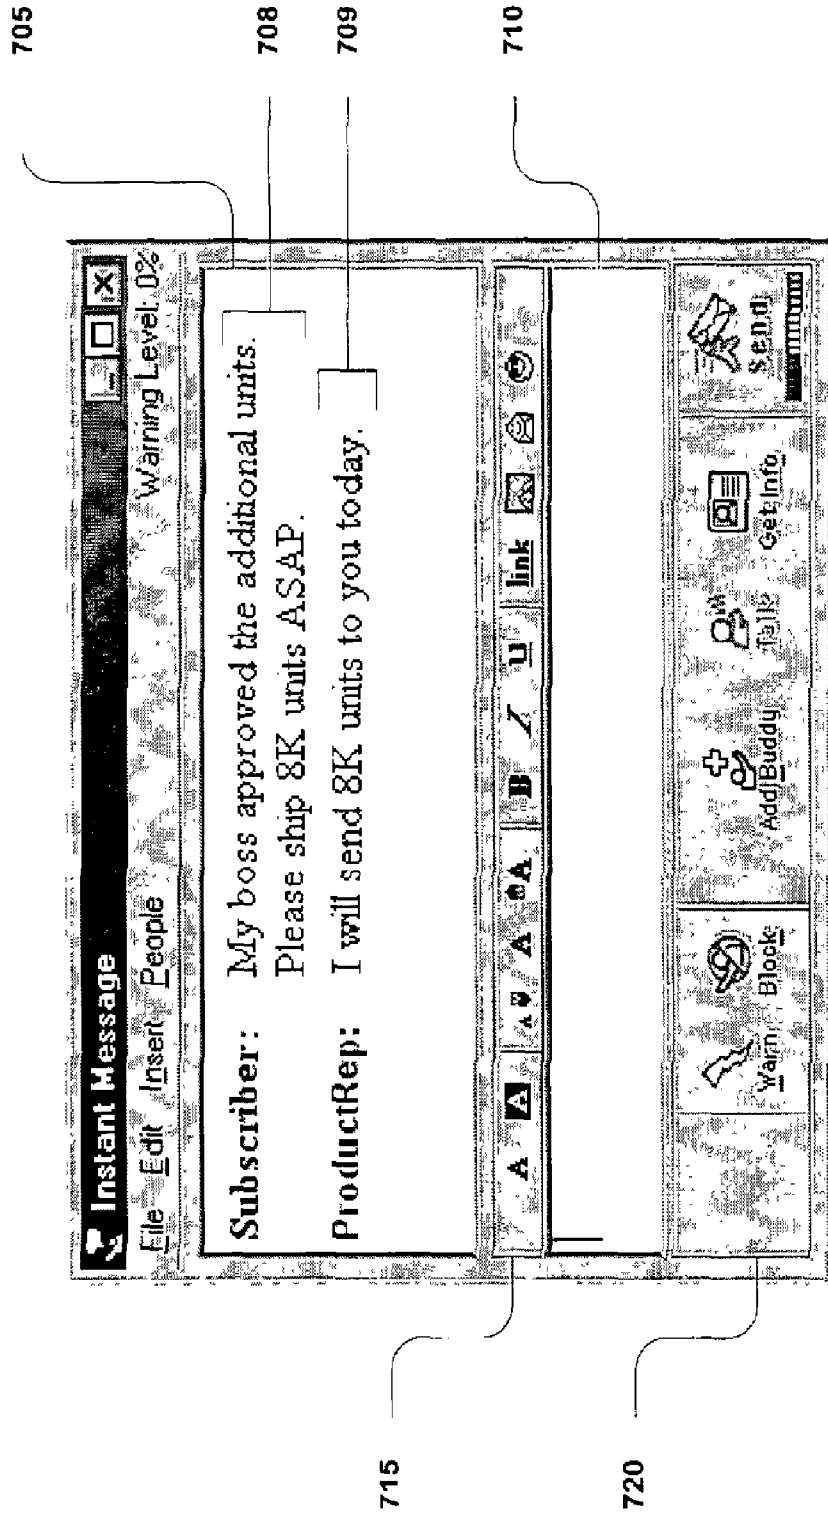 705
708
709
710
Instant Message
File Edit Insert People Warning Level: 0%
Subscriber: My boss approved the additional units.
Please ship 8K units ASAP.
ProductRep: I will send 8K units to you today.
A A A A A B I u link
Warn Block Add Buddy Talk Get Info Send
715
720